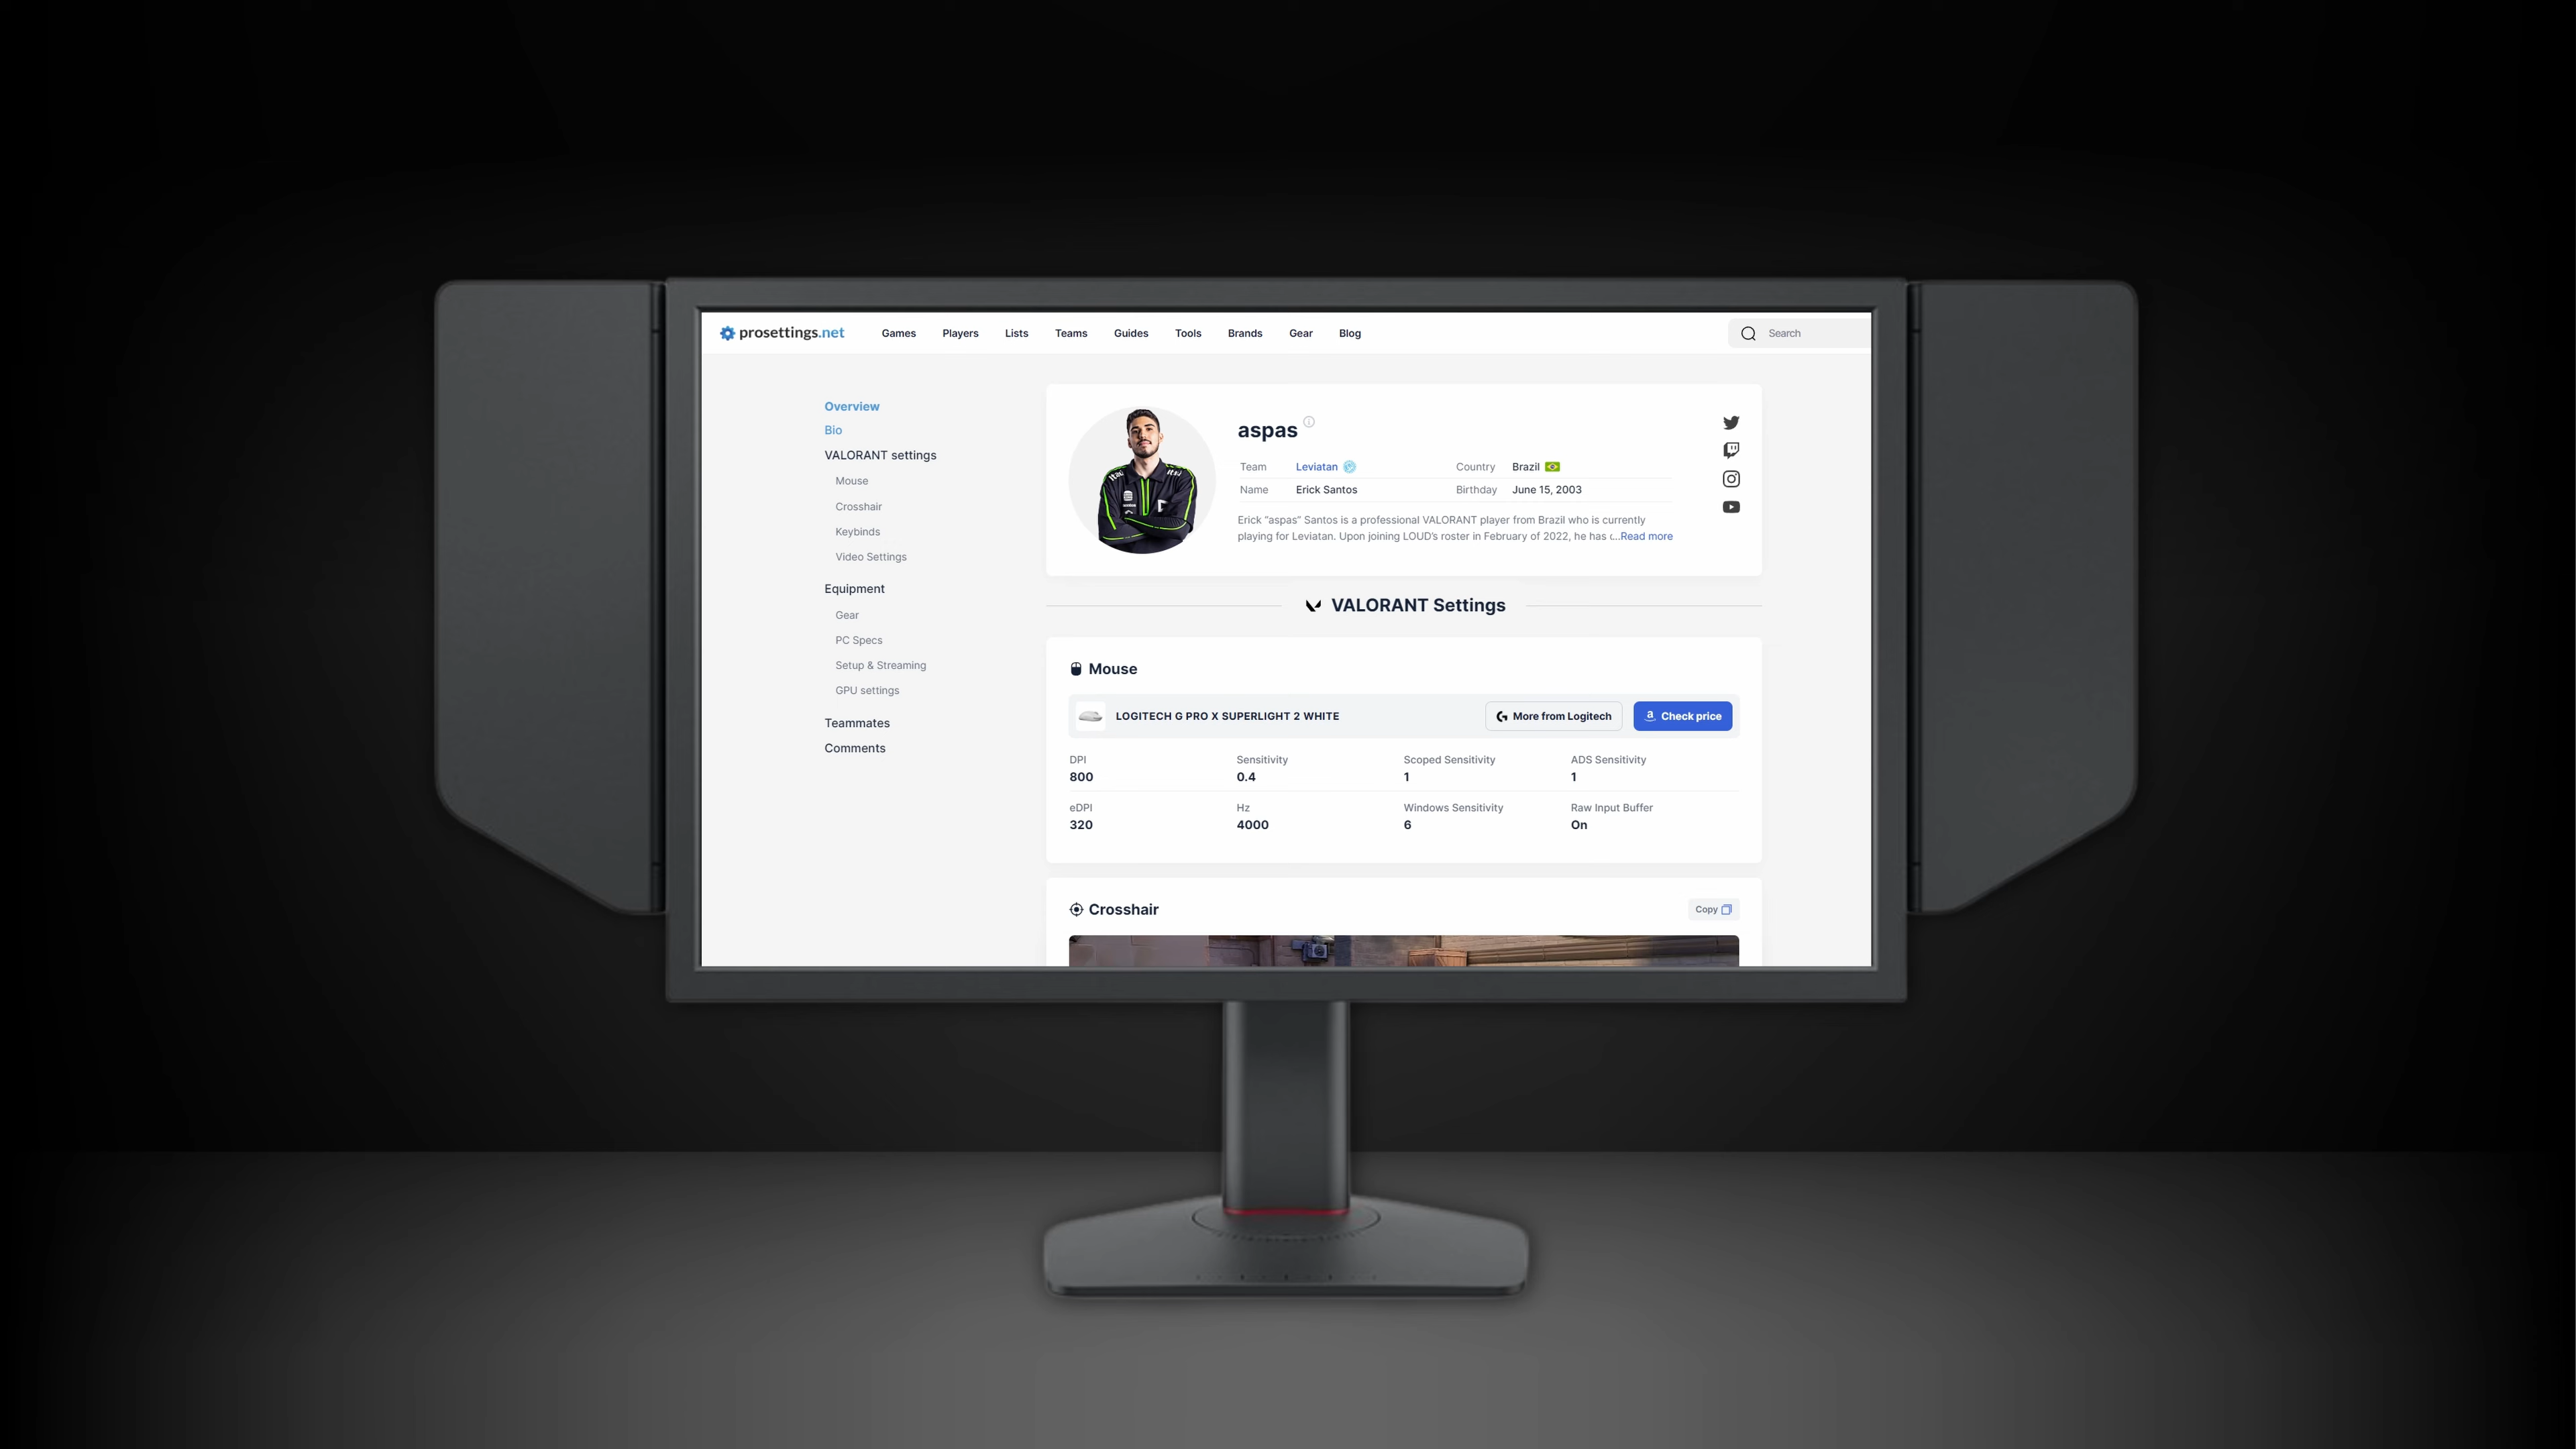 prosettings.net Games Players Lists Teams Guides Tools Brands Gear Blog Search
Overview
Bio
VALORANT settings
Mouse
Crosshair
Keybinds
Video Settings
Equipment
Gear
PC Specs
Setup & Streaming
GPU settings
Teammates
Comments
aspas
Team Leviatan Country Brazil
Name Erick Santos Birthday June 15, 2003
Erick "aspas" Santos is a professional VALORANT player from Brazil who is currently
playing for Leviatan. Upon joining LOUD's roster in February of 2022, he has ...Read more
VALORANT Settings
Mouse
LOGITECH G PRO X SUPERLIGHT 2 WHITE More from Logitech Check price
DPI Sensitivity Scoped Sensitivity ADS Sensitivity
800 0.4 1 1
eDPI Hz Windows Sensitivity Raw Input Buffer
320 4000 6 On
Crosshair Copy